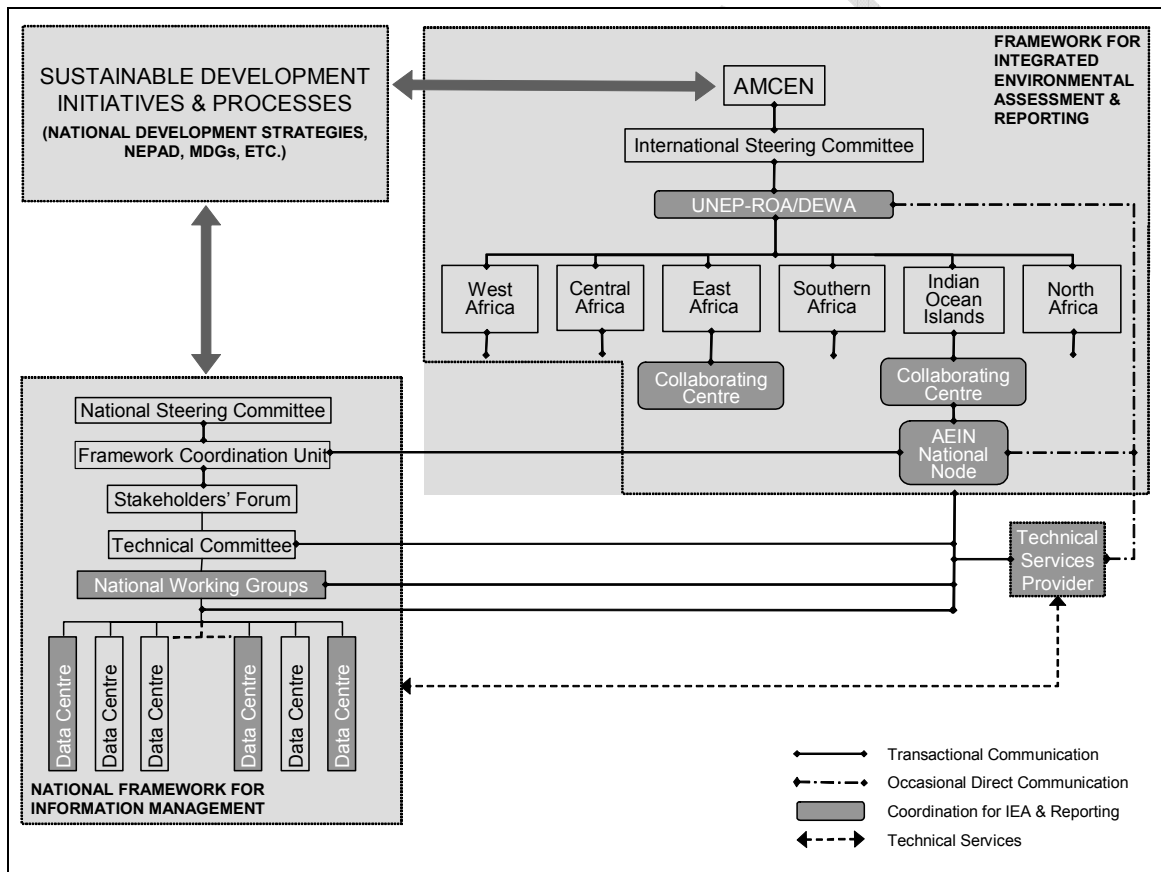 SUSTAINABLE DEVELOPMENT
INITIATIVES & PROCESSES
(NATIONAL DEVELOPMENT STRATEGIES,
NEPAD, MDGs, ETC.)
FRAMEWORK FOR
INTEGRATED
ENVIRONMENTAL
ASSESSMENT &
REPORTING
AMCEN
International Steering Committee
UNEP-ROA/DEWA
West
Africa
Central
Africa
East
Africa
Southern
Africa
Indian
Ocean
Islands
North
Africa
Collaborating
Centre
Collaborating
Centre
AEIN
National
Node
National Steering Committee
Framework Coordination Unit
Stakeholders' Forum
Technical Committee
National Working Groups
Data Centre
Data Centre
Data Centre
Data Centre
Data Centre
Data Centre
NATIONAL FRAMEWORK FOR
INFORMATION MANAGEMENT
Technical
Services
Provider
Transactional Communication
Occasional Direct Communication
Coordination for IEA & Reporting
Technical Services